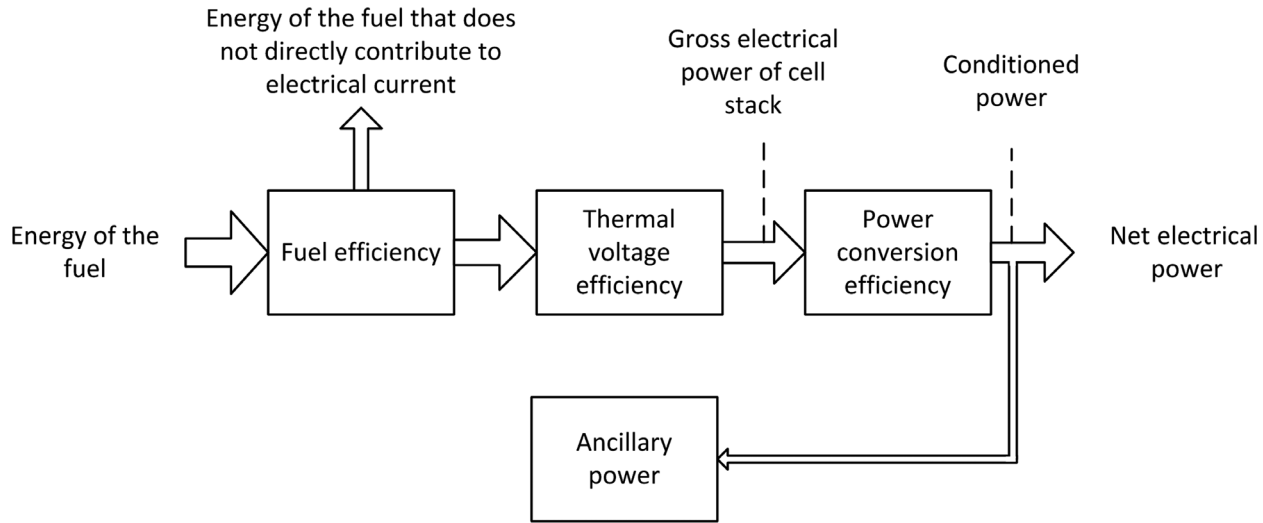 Energy of the fuel that does
not directly contribute to
electrical current
Gross electrical
power of cell
stack
Conditioned
power
Energy of the
fuel
Fuel efficiency
Thermal
voltage
efficiency
Power
conversion
efficiency
Net electrical
power
Ancillary
power